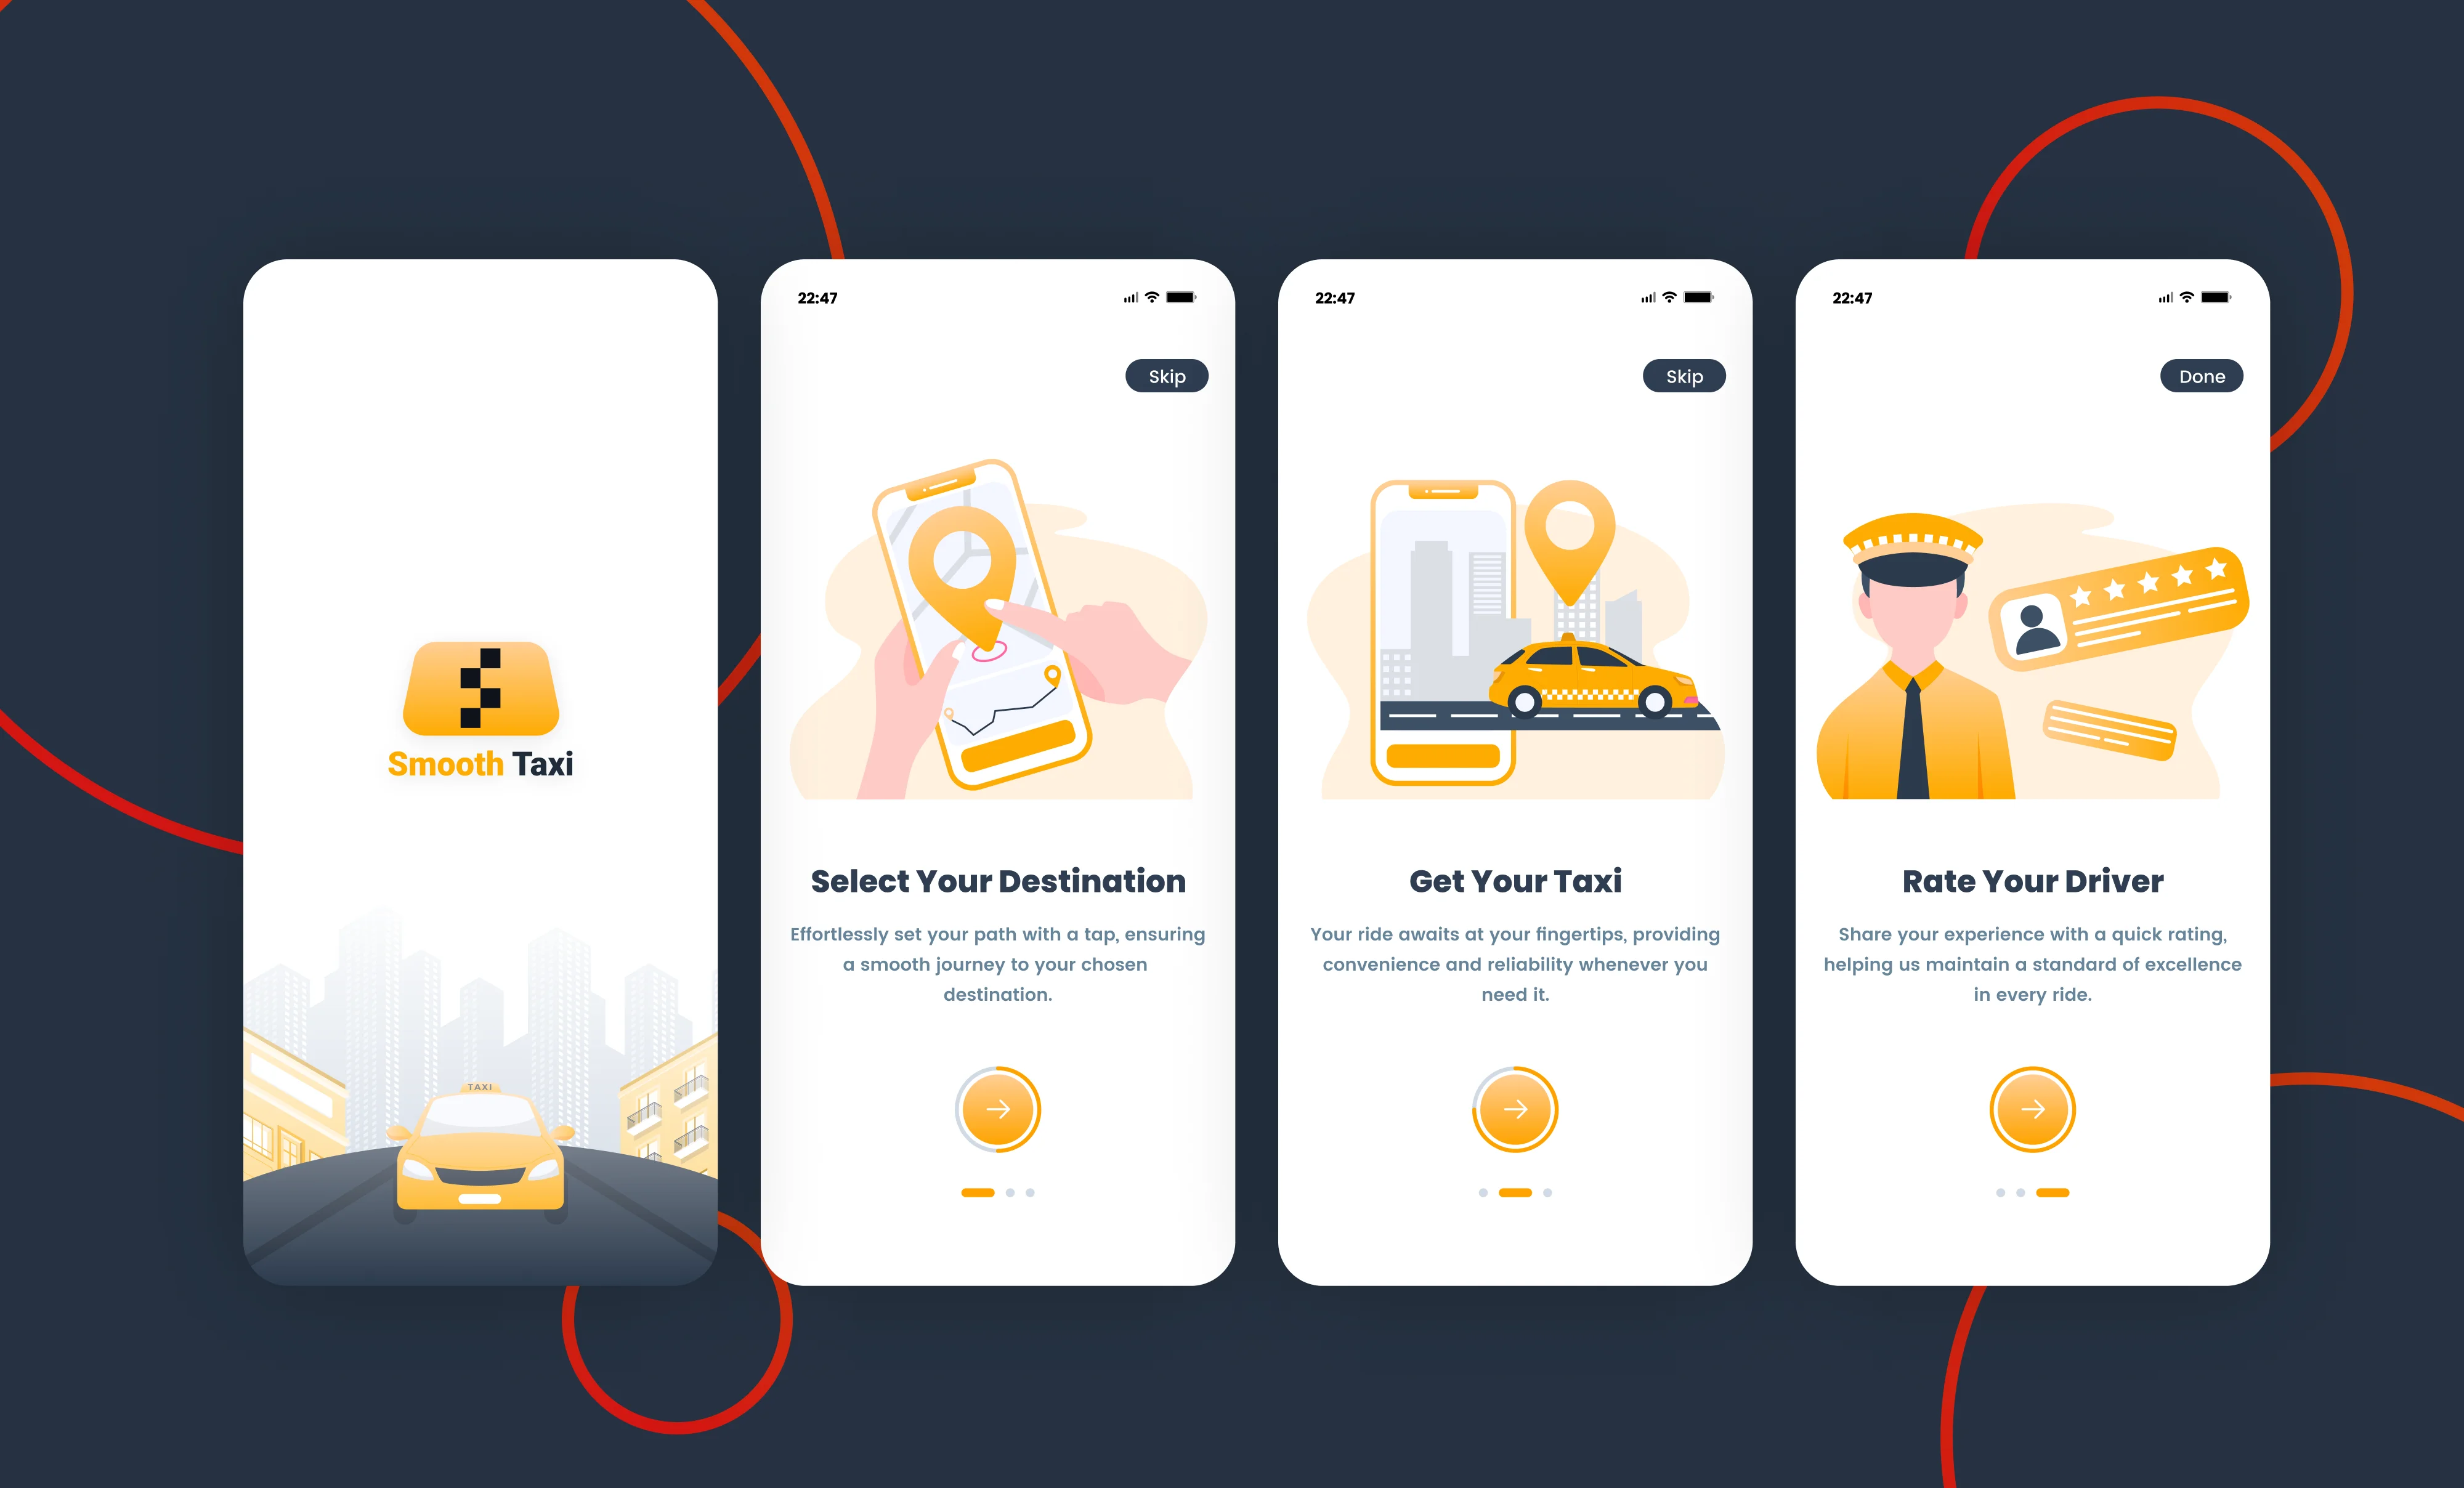 Smooth Taxi
TAXI
22:47
Skip
Select Your Destination
Effortlessly set your path with a tap, ensuring
a smooth journey to your chosen
destination.
22:47
Skip
Get Your Taxi
Your ride awaits at your fingertips, providing
convenience and reliability whenever you
need it.
22:47
Done
Rate Your Driver
Share your experience with a quick rating,
helping us maintain a standard of excellence
in every ride.